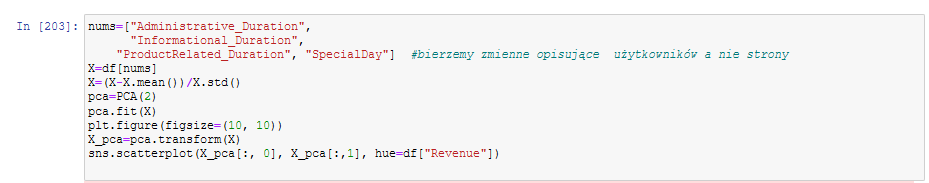 In [203]: nums=["Administrative_Duration",
"Informational_Duration",
"ProductRelated_Duration", "SpecialDay"] #bierzemy zmienne opisujące użytkowników a nie strony
X=df[nums]
X=(X-X.mean())/X.std()
pca=PCA(2)
pca.fit(X)
plt.figure(figsize=(10, 10))
X_pca=pca.transform(X)
sns.scatterplot(X_pca[:, 0], X_pca[:,1], hue=df["Revenue"])